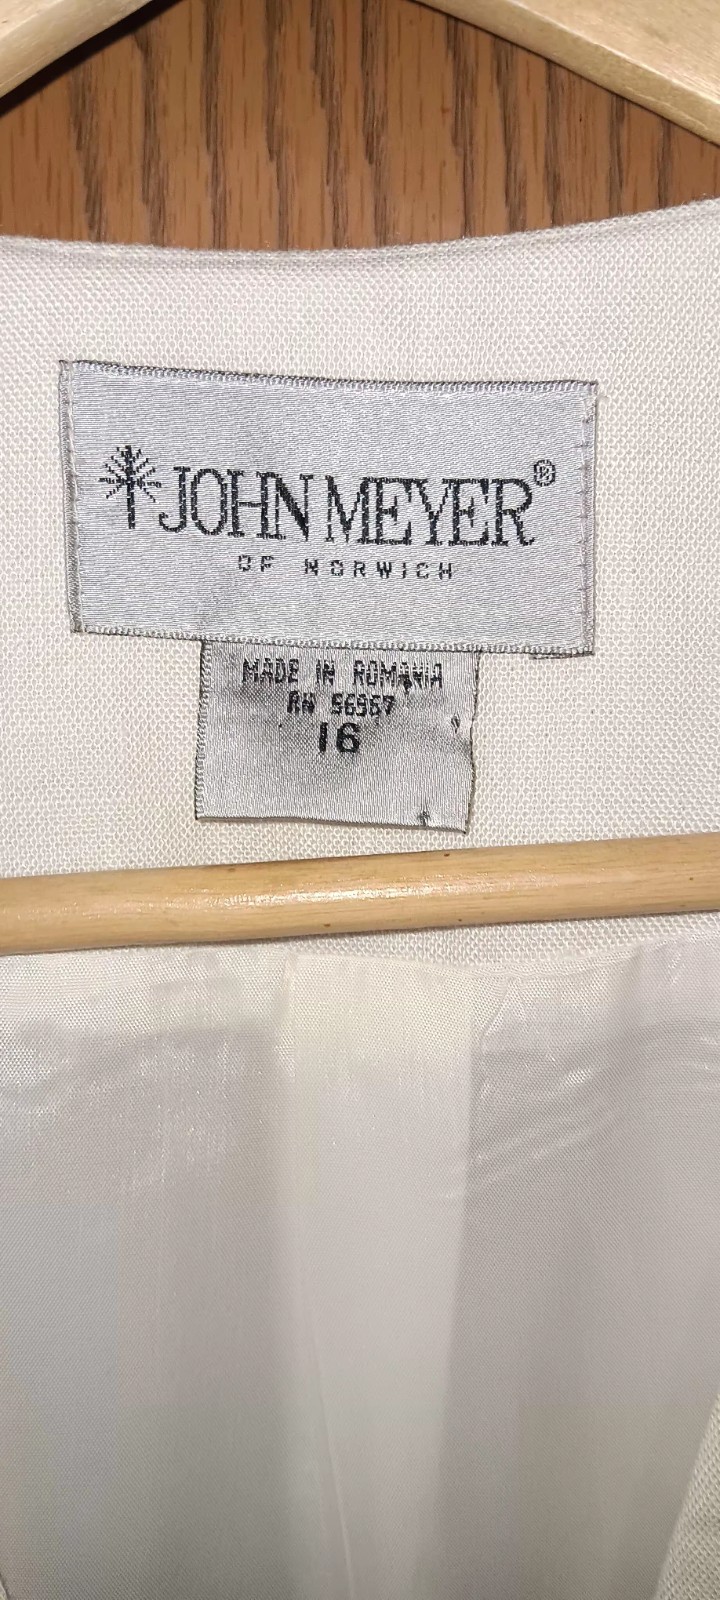 JOHN MEYER®
OF NORWICH
MADE IN ROMANIA
RN 56967
16